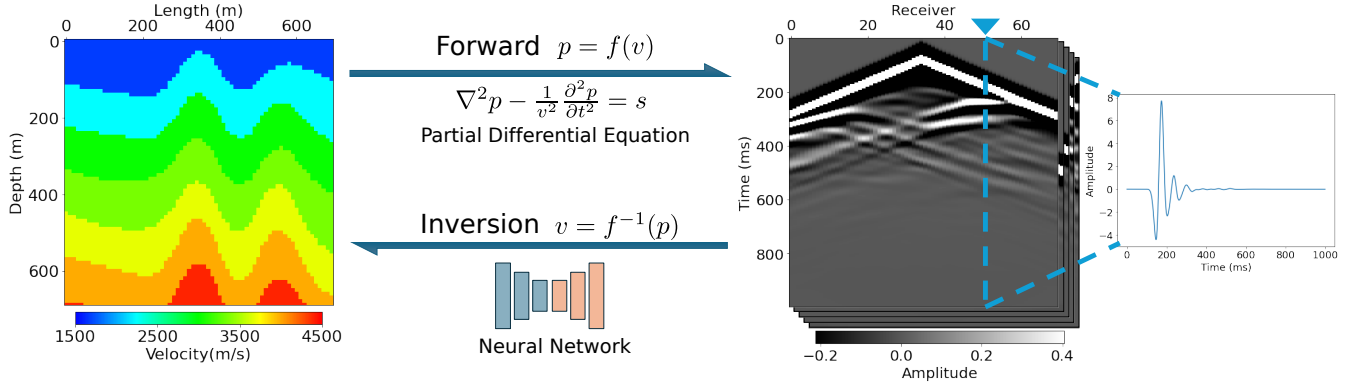 Length (m)
0 200 400 600
Depth (m)
0
200
400
600
1500 2500 3500 4500
Velocity(m/s)
Forward p = f(v)
∇²p − 1/v² ∂²p/∂t² = s
Partial Differential Equation
Inversion v = f⁻¹(p)
Neural Network
Receiver
0 20 40 60
Time (ms)
0
200
400
600
800
−0.2 0.0 0.2 0.4
Amplitude
Amplitude
8
6
4
2
0
−2
−4
0 200 400 600 800 1000
Time (ms)